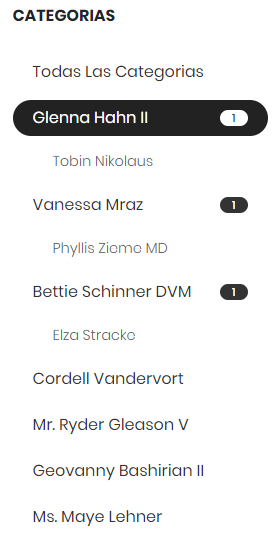 CATEGORIAS
Todas Las Categorias
Glenna Hahn II 1
Tobin Nikolaus
Vanessa Mraz 1
Phyllis Zieme MD
Bettie Schinner DVM 1
Elza Stracke
Cordell Vandervort
Mr. Ryder Gleason V
Geovanny Bashirian II
Ms. Maye Lehner